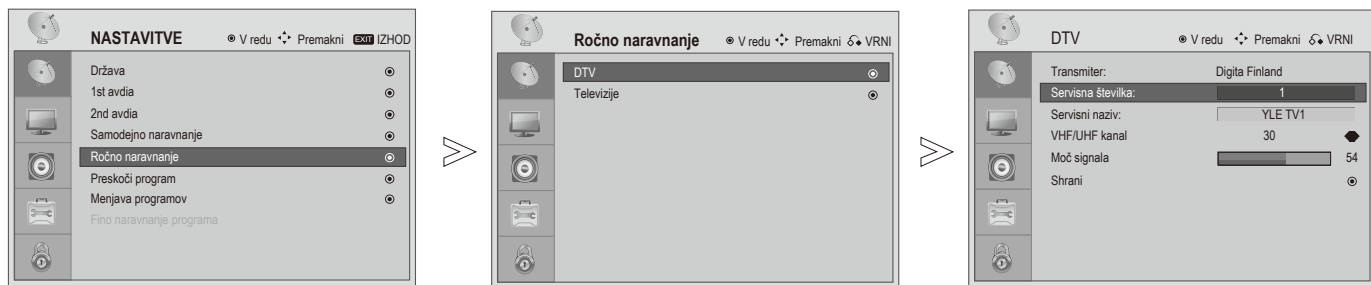 NASTAVITVE V redu Premakni EXIT IZHOD
Država
1st avdia
2nd avdia
Samodejno naravnanje
Ročno naravnanje
Preskoči program
Menjava programov
Fino naravnanje programa
Ročno naravnanje V redu Premakni VRNI
DTV
Televizije
DTV V redu Premakni VRNI
Transmiter: Digita Finland
Servisna številka: 1
Servisni naziv: YLE TV1
VHF/UHF kanal 30
Moč signala 54
Shrani